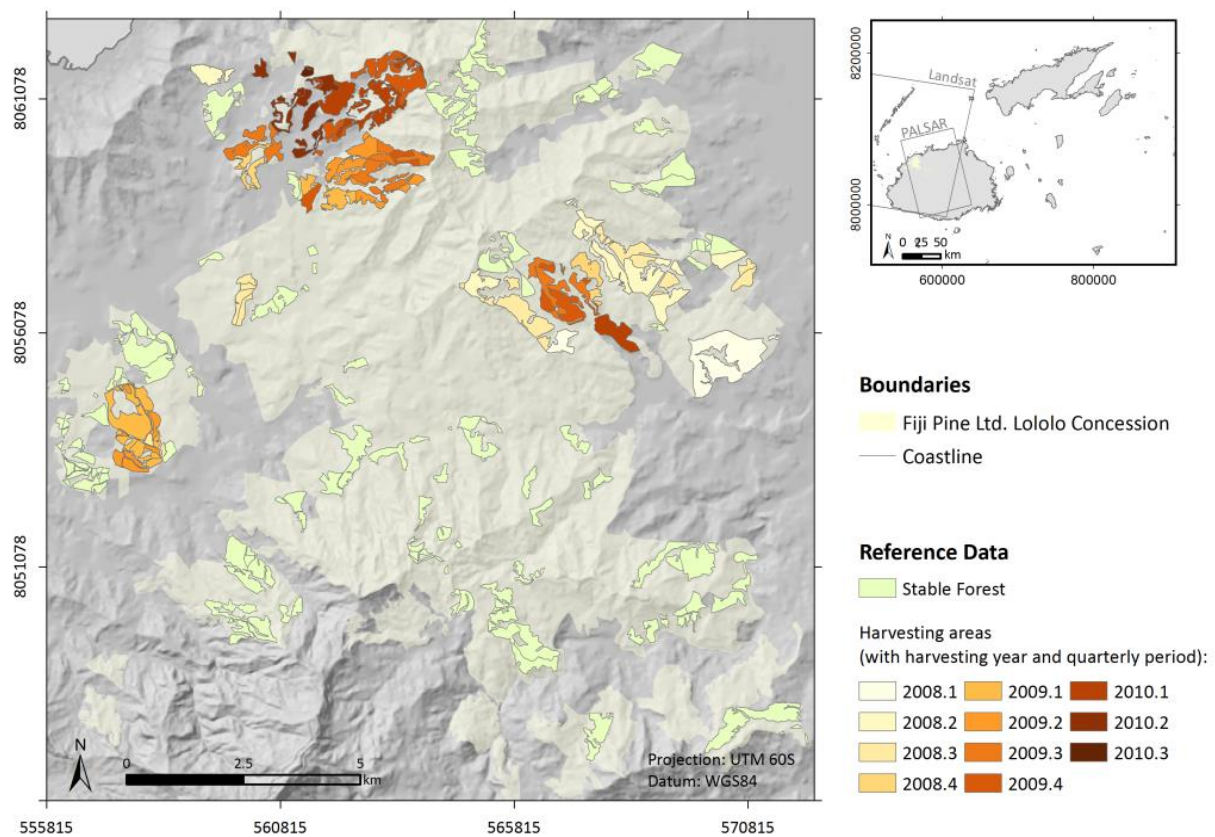 8061078
8056078
8051078
N
0 2.5 5
km
Projection: UTM 60S
Datum: WGS84
555815 560815 565815 570815
8200000
8000000
Landsat
PALSAR
N
0 25 50
km
600000 800000
Boundaries
Fiji Pine Ltd. Lololo Concession
Coastline
Reference Data
Stable Forest
Harvesting areas
(with harvesting year and quarterly period):
2008.1 2009.1 2010.1
2008.2 2009.2 2010.2
2008.3 2009.3 2010.3
2008.4 2009.4